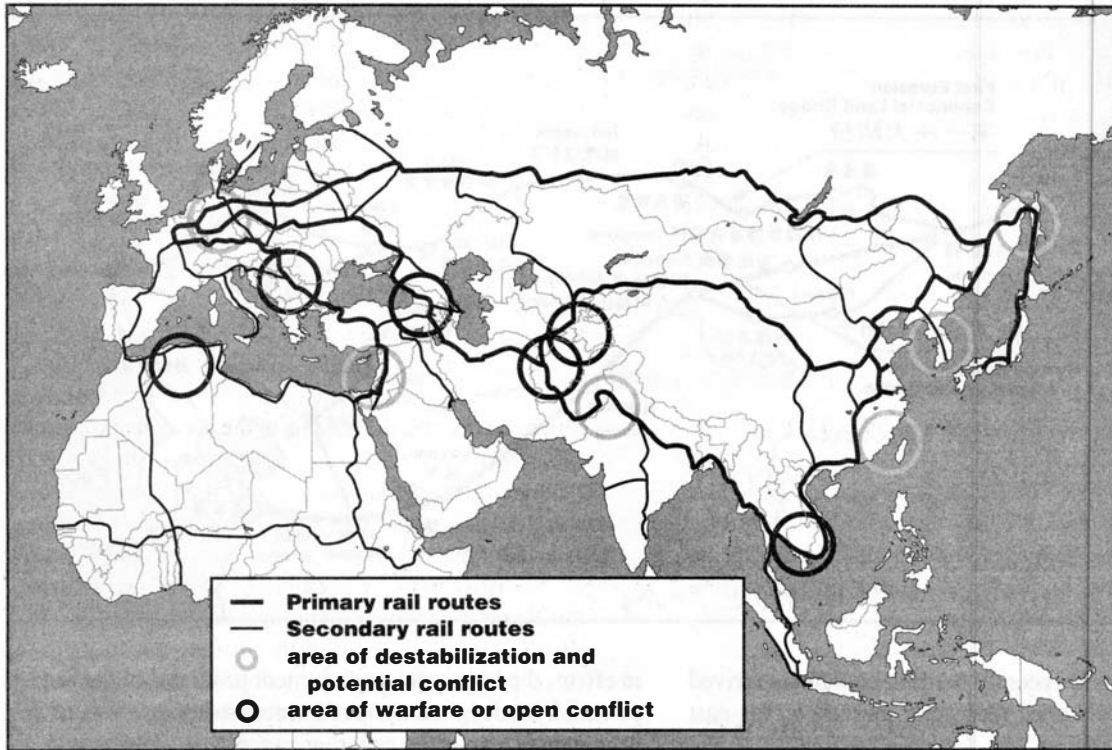 Primary rail routes
Secondary rail routes
area of destabilization and
potential conflict
area of warfare or open conflict